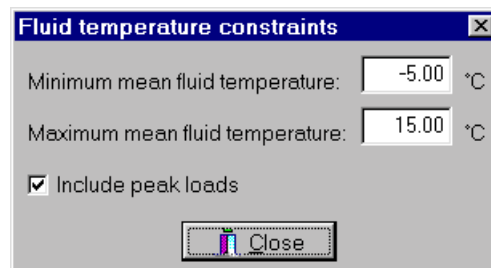 Fluid temperature constraints
Minimum mean fluid temperature: -5.00 °C
Maximum mean fluid temperature: 15.00 °C
Include peak loads
Close